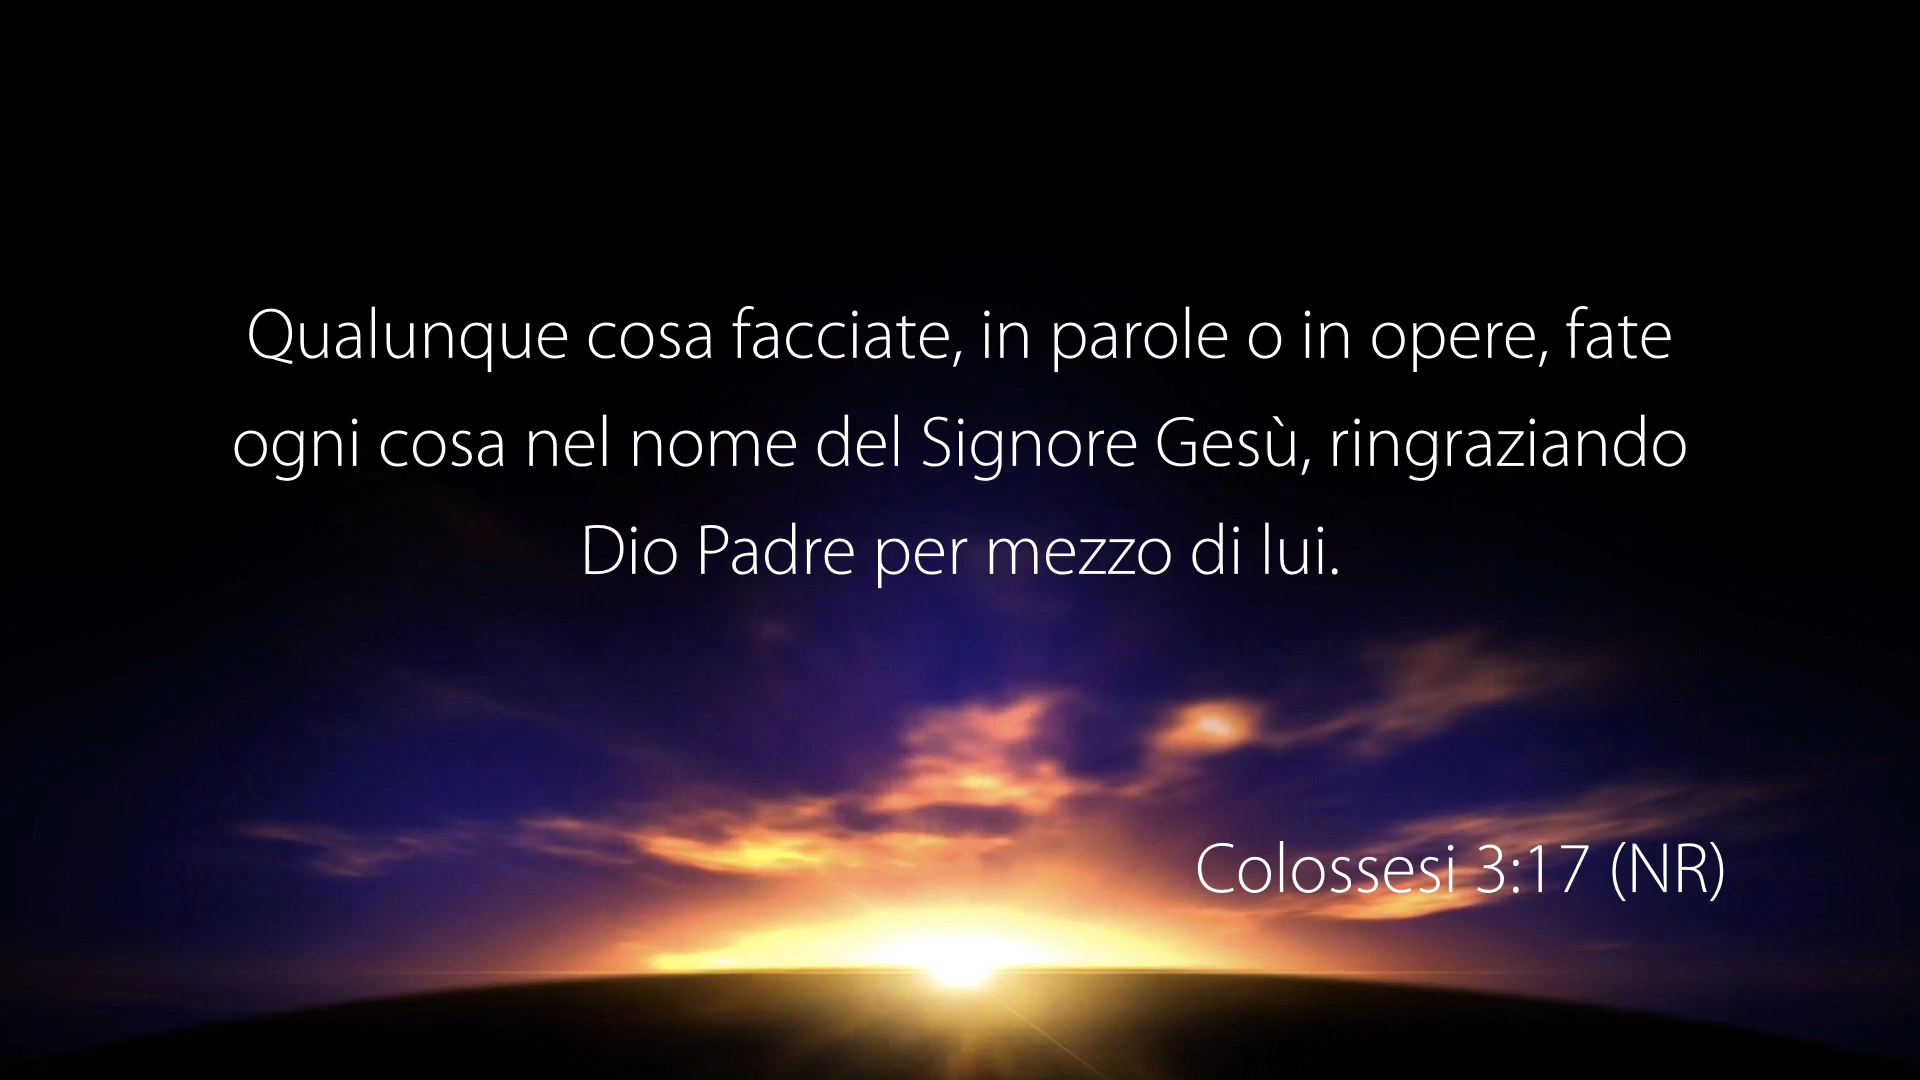 Qualunque cosa facciate, in parole o in opere, fate
ogni cosa nel nome del Signore Gesù, ringraziando
Dio Padre per mezzo di lui.
Colossesi 3:17 (NR)